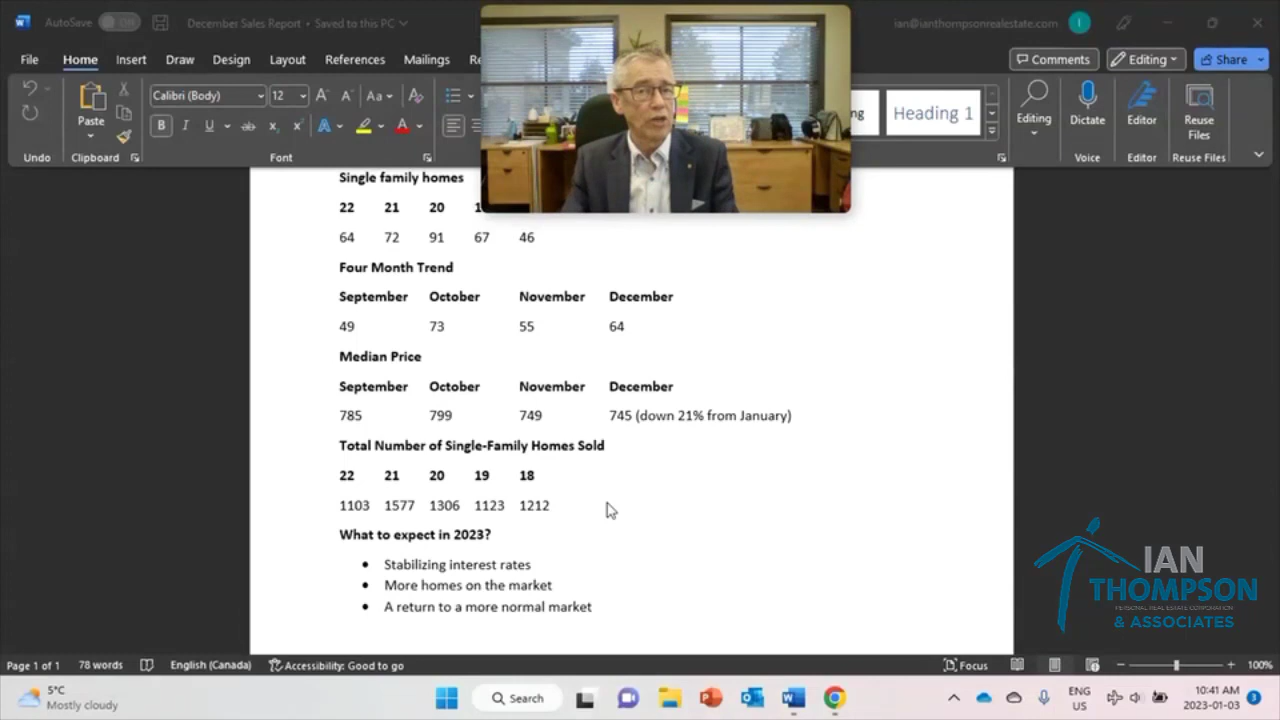 AutoSave Off December Sales Report • Saved to this PC ian@ianthompsonrealestate.com I
File Home Insert Draw Design Layout References Mailings Comments Editing Share
Calibri (Body) 12 Aa Heading 1
Paste Editing Dictate Editor Reuse Files
Undo Clipboard Font Voice Editor Reuse Files
Single family homes
22 21 20
64 72 91 67 46
Four Month Trend
September October November December
49 73 55 64
Median Price
September October November December
785 799 749 745 (down 21% from January)
Total Number of Single-Family Homes Sold
22 21 20 19 18
1103 1577 1306 1123 1212
What to expect in 2023?
• Stabilizing interest rates
• More homes on the market
• A return to a more normal market
IAN
THOMPSON
PERSONAL REAL ESTATE CORPORATION
& ASSOCIATES
Page 1 of 1 78 words English (Canada) Accessibility: Good to go Focus 100%
5°C
Mostly cloudy
Search
ENG
US
10:41 AM
2023-01-03
3